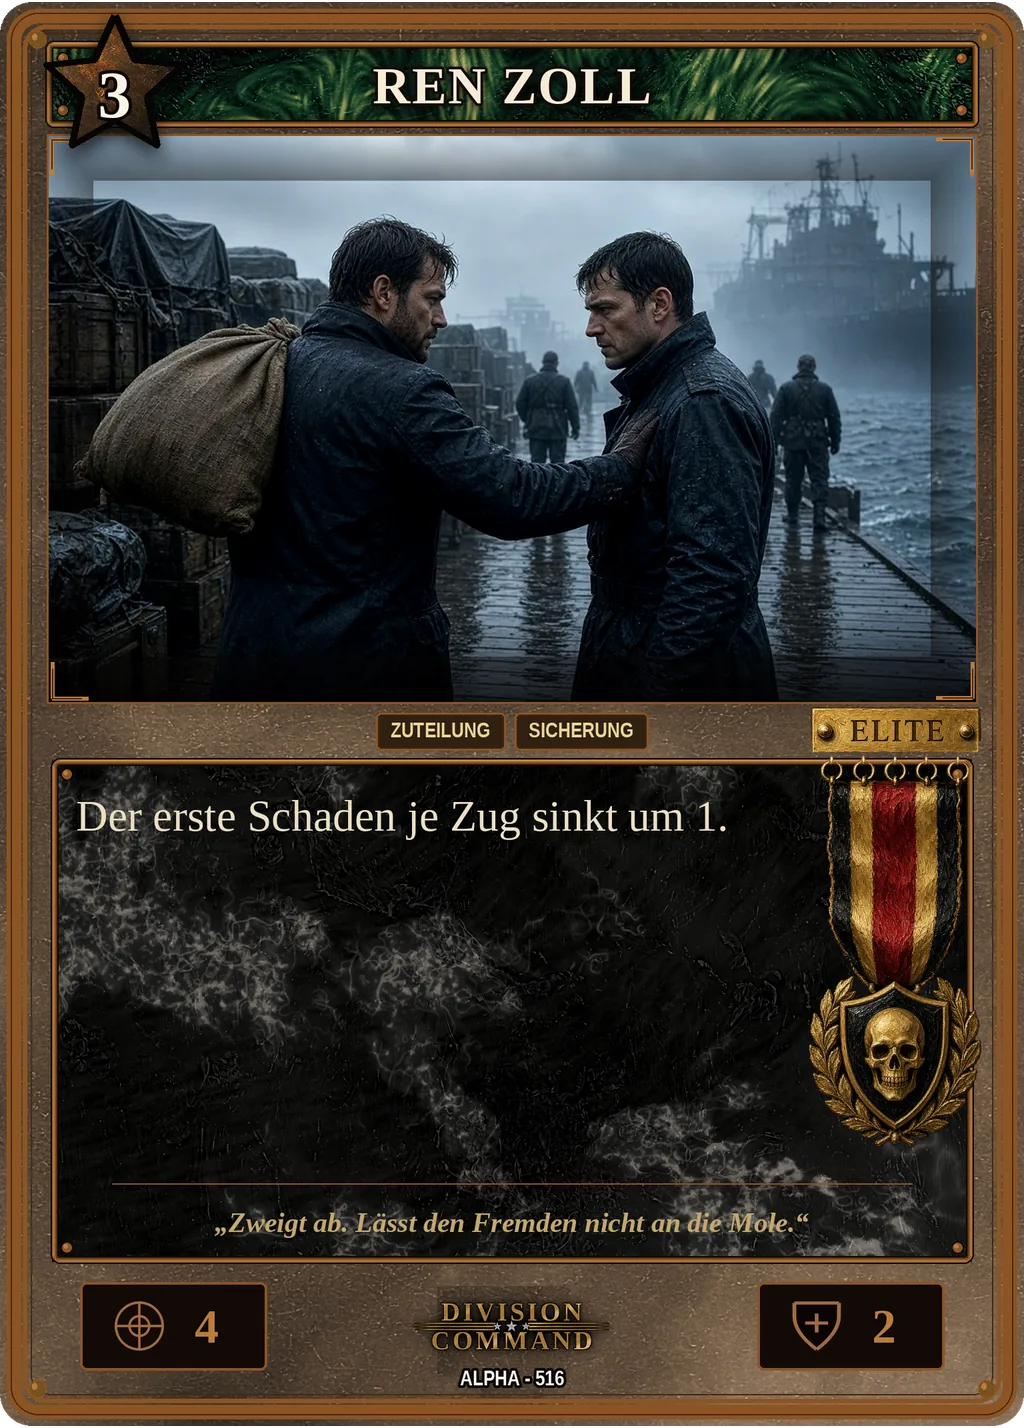 3
REN ZOLL
ZUTEILUNG
SICHERUNG
ELITE
Der erste Schaden je Zug sinkt um 1.
„Zweigt ab. Lässt den Fremden nicht an die Mole.“
4
DIVISION
COMMAND
2
ALPHA - 516